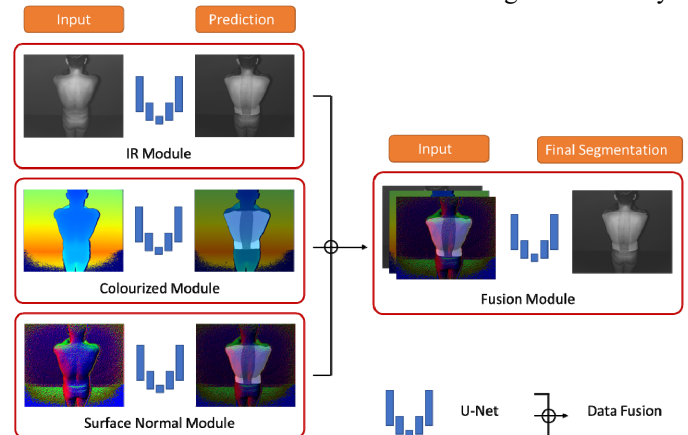 Input
Prediction
IR Module
Colourized Module
Surface Normal Module
Input
Final Segmentation
Fusion Module
U-Net
Data Fusion